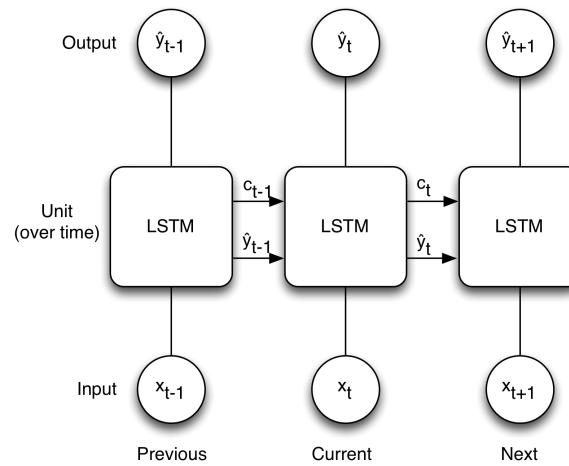 Output
ŷt-1
ŷt
ŷt+1
Unit
(over time)
LSTM
ct-1
ŷt-1
LSTM
ct
ŷt
LSTM
Input
xt-1
xt
xt+1
Previous
Current
Next